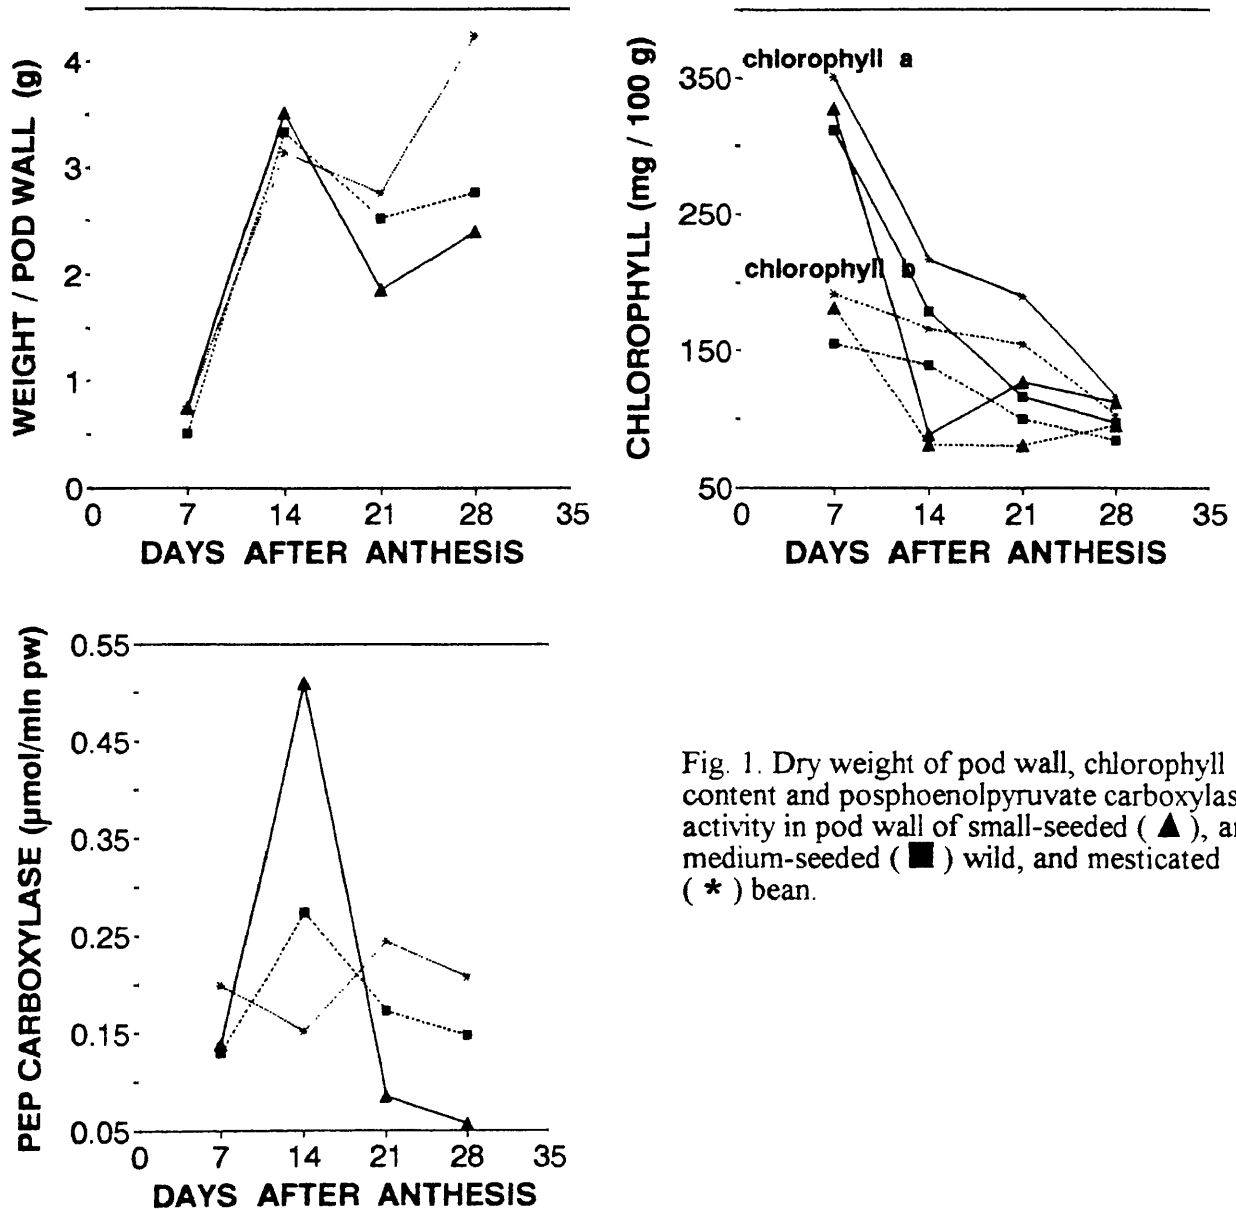 WEIGHT / POD WALL (g)
4
3
2
1
0
0 7 14 21 28 35
DAYS AFTER ANTHESIS
CHLOROPHYLL (mg / 100 g)
chlorophyll a
350
250
chlorophyll b
150
50
0 7 14 21 28 35
DAYS AFTER ANTHESIS
PEP CARBOXYLASE (µmol/min pw)
0.55
0.45
0.35
0.25
0.15
0.05
0 7 14 21 28 35
DAYS AFTER ANTHESIS
Fig. 1. Dry weight of pod wall, chlorophyll
content and posphoenolpyruvate carboxylas
activity in pod wall of small-seeded ( ▲ ), a
medium-seeded ( ■ ) wild, and mesticated
( * ) bean.